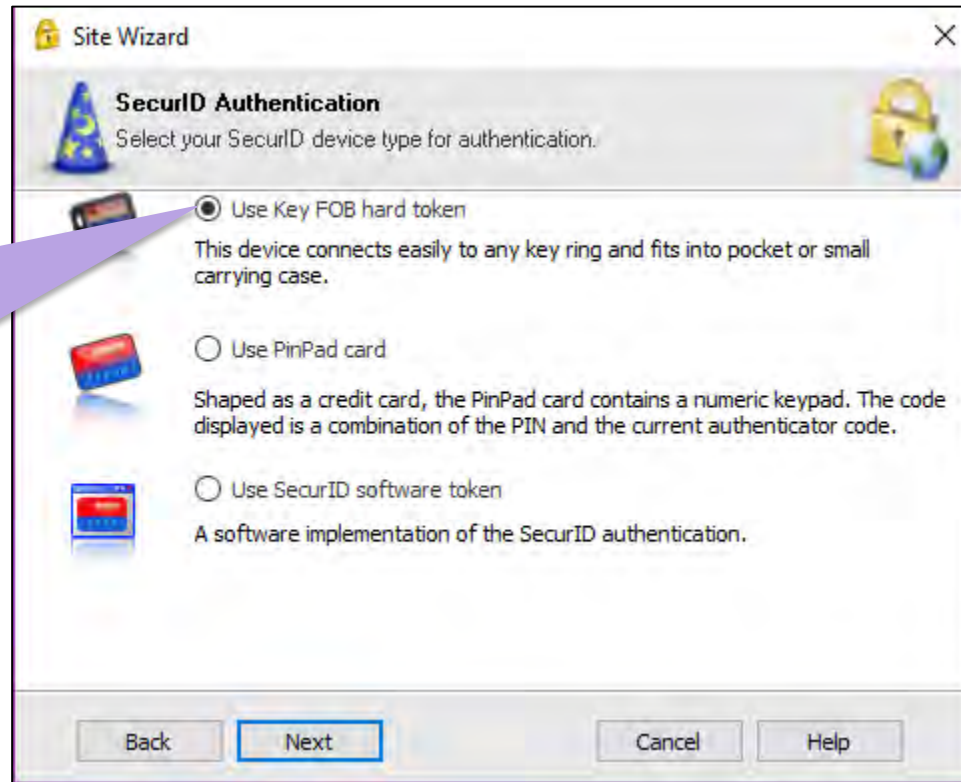 Site Wizard
SecurID Authentication
Select your SecurID device type for authentication.
Use Key FOB hard token
This device connects easily to any key ring and fits into pocket or small
carrying case.
Use PinPad card
Shaped as a credit card, the PinPad card contains a numeric keypad. The code
displayed is a combination of the PIN and the current authenticator code.
Use SecurID software token
A software implementation of the SecurID authentication.
Back Next Cancel Help